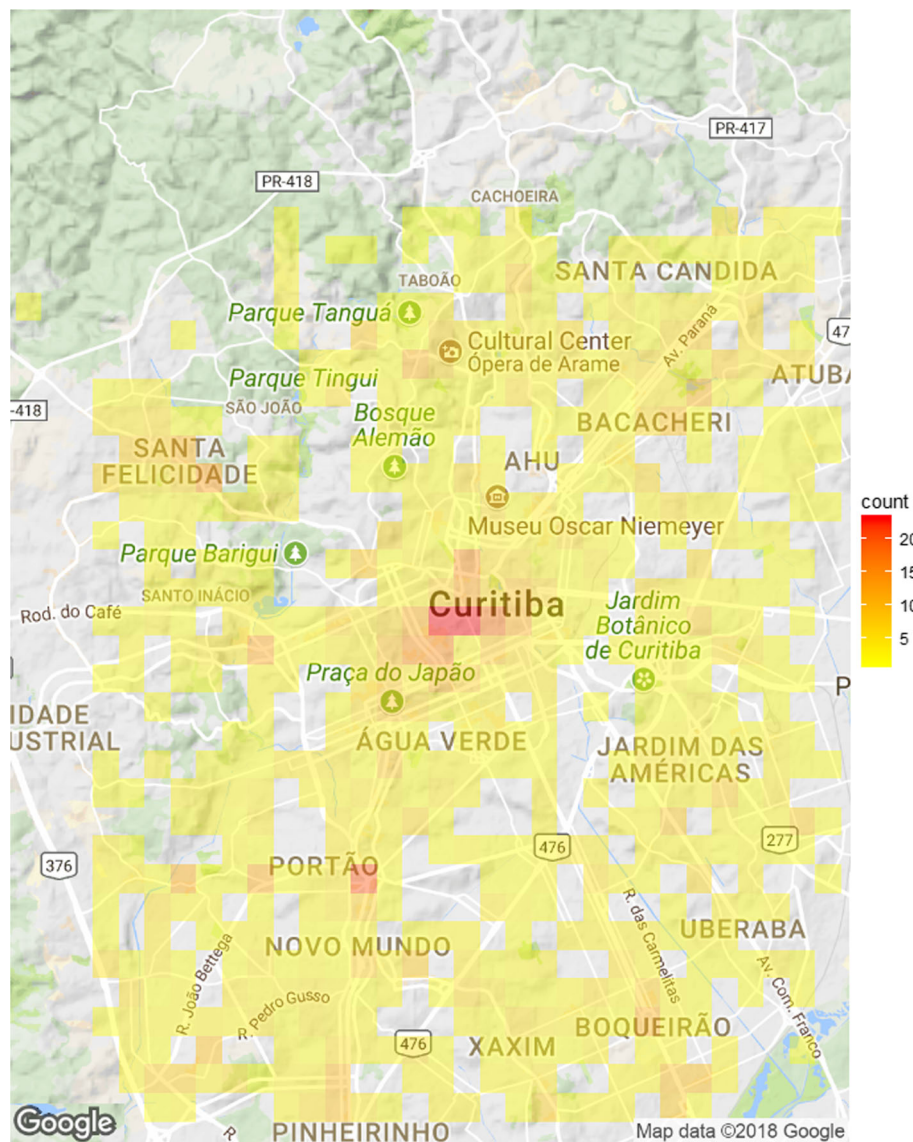 PR-417
PR-418
CACHOEIRA
SANTA CANDIDA
TABOÃO
Parque Tanguá
Cultural Center
Ópera de Arame
Av. Paraná
47
Parque Tingui
ATUBA
-418
SÃO JOÃO
Bosque
Alemão
BACACHERI
SANTA
FELICIDADE
AHU
Museu Oscar Niemeyer
count
20
15
10
5
Parque Barigui
SANTO INÁCIO
Rod. do Café
Curitiba
Jardim
Botânico
de Curitiba
Praça do Japão
P
IDADE
USTRIAL
ÁGUA VERDE
JARDIM DAS
AMÉRICAS
376
476
277
PORTÃO
R. das Carmelitas
UBERABA
NOVO MUNDO
R. João Bettega
Av. Com. Franco
R. Pedro Gusso
476
XAXIM
BOQUEIRÃO
Google
R.
PINHEIRINHO
Map data ©2018 Google